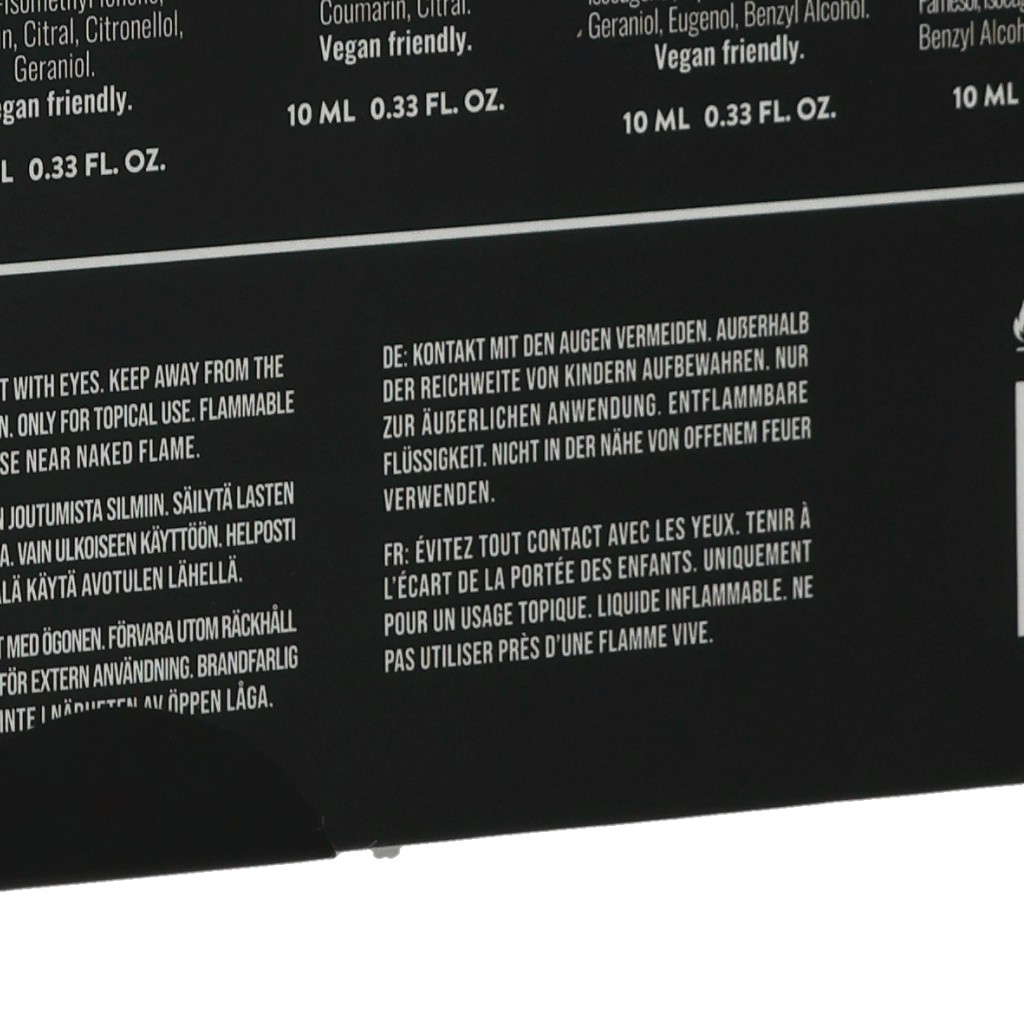 n, Citral, Citronellol,
Geraniol.
gan friendly.
L 0.33 FL. OZ.
Coumarin, Citral.
Vegan friendly.
10 ML 0.33 FL. OZ.
Geraniol, Eugenol, Benzyl Alcohol.
Vegan friendly.
10 ML 0.33 FL. OZ.
Benzyl Alcoh
10 ML
T WITH EYES. KEEP AWAY FROM THE
N. ONLY FOR TOPICAL USE. FLAMMABLE
SE NEAR NAKED FLAME.
N JOUTUMISTA SILMIIN. SÄILYTÄ LASTEN
A. VAIN ULKOISEEN KÄYTTÖÖN. HELPOSTI
LÄ KÄYTÄ AVOTULEN LÄHELLÄ.
T MED ÖGONEN. FÖRVARA UTOM RÄCKHÅLL
FÖR EXTERN ANVÄNDNING. BRANDFARLIG
INTE I NÄRHETEN AV ÖPPEN LÅGA.
DE: KONTAKT MIT DEN AUGEN VERMEIDEN. AUßERHALB
DER REICHWEITE VON KINDERN AUFBEWAHREN. NUR
ZUR ÄUßERLICHEN ANWENDUNG. ENTFLAMMBARE
FLÜSSIGKEIT. NICHT IN DER NÄHE VON OFFENEM FEUER
VERWENDEN.
FR: ÉVITEZ TOUT CONTACT AVEC LES YEUX. TENIR À
L'ÉCART DE LA PORTÉE DES ENFANTS. UNIQUEMENT
POUR UN USAGE TOPIQUE. LIQUIDE INFLAMMABLE. NE
PAS UTILISER PRÈS D'UNE FLAMME VIVE.